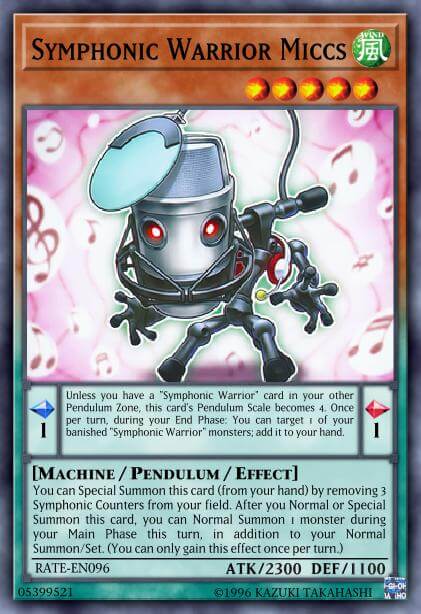 SYMPHONIC WARRIOR MICCS
WIND
風
Unless you have a "Symphonic Warrior" card in your other
Pendulum Zone, this card's Pendulum Scale becomes 4. Once
per turn, during your End Phase: You can target 1 of your
banished "Symphonic Warrior" monsters; add it to your hand.
1
1
[MACHINE / PENDULUM / EFFECT]
You can Special Summon this card (from your hand) by removing 3
Symphonic Counters from your field. After you Normal or Special
Summon this card, you can Normal Summon 1 monster during
your Main Phase this turn, in addition to your Normal
Summon/Set. (You can only gain this effect once per turn.)
RATE-EN096
ATK/2300 DEF/1100
05399521
©1996 KAZUKI TAKAHASHI